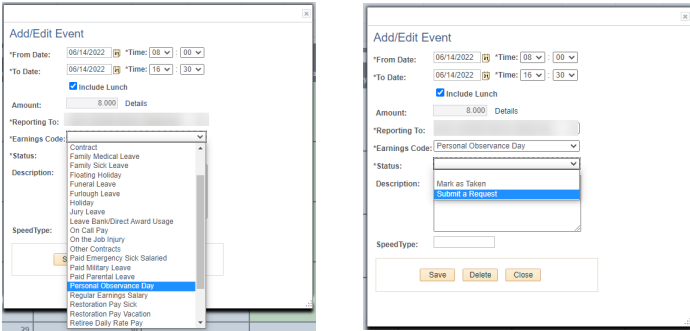 Add/Edit Event
*From Date: 06/14/2022 *Time: 08 : 00
*To Date: 06/14/2022 *Time: 16 : 30
Include Lunch
Amount: 8.000 Details
*Reporting To:
*Earnings Code:
*Status:
Description:
SpeedType:
Contract
Family Medical Leave
Family Sick Leave
Floating Holiday
Funeral Leave
Furlough Leave
Holiday
Jury Leave
Leave Bank/Direct Award Usage
On Call Pay
On the Job Injury
Other Contracts
Paid Emergency Sick Salaried
Paid Military Leave
Paid Parental Leave
Personal Observance Day
Regular Earnings Salary
Restoration Pay Sick
Restoration Pay Vacation
Retiree Daily Rate Pay
Add/Edit Event
*From Date: 06/14/2022 *Time: 08 : 00
*To Date: 06/14/2022 *Time: 16 : 30
Include Lunch
Amount: 8.000 Details
*Reporting To:
*Earnings Code: Personal Observance Day
*Status:
Description:
Mark as Taken
Submit a Request
SpeedType:
Save Delete Close